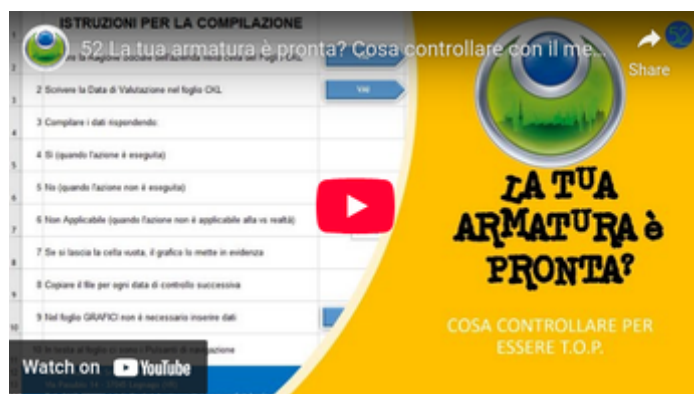 ISTRUZIONI PER LA COMPILAZIONE
52 La tua armatura è pronta? Cosa controllare con il me...
52
Share
2 Scrivere la Data di Valutazione nel foglio CKL
VAI
3 Compilare i dati rispondendo:
4 Si (quando l'azione è eseguita)
5 No (quando l'azione non è eseguita)
6 Non Applicabile (quando l'azione non è applicabile alla vs realtà)
7 Se si lascia la cella vuota, il grafico lo mette in evidenza
8 Copiare il file per ogni data di controllo successiva
9 Nel foglio GRAFICI non è necessario inserire dati
LA TUA
ARMATURA è
PRONTA?
COSA CONTROLLARE PER
ESSERE T.O.P.
Watch on YouTube